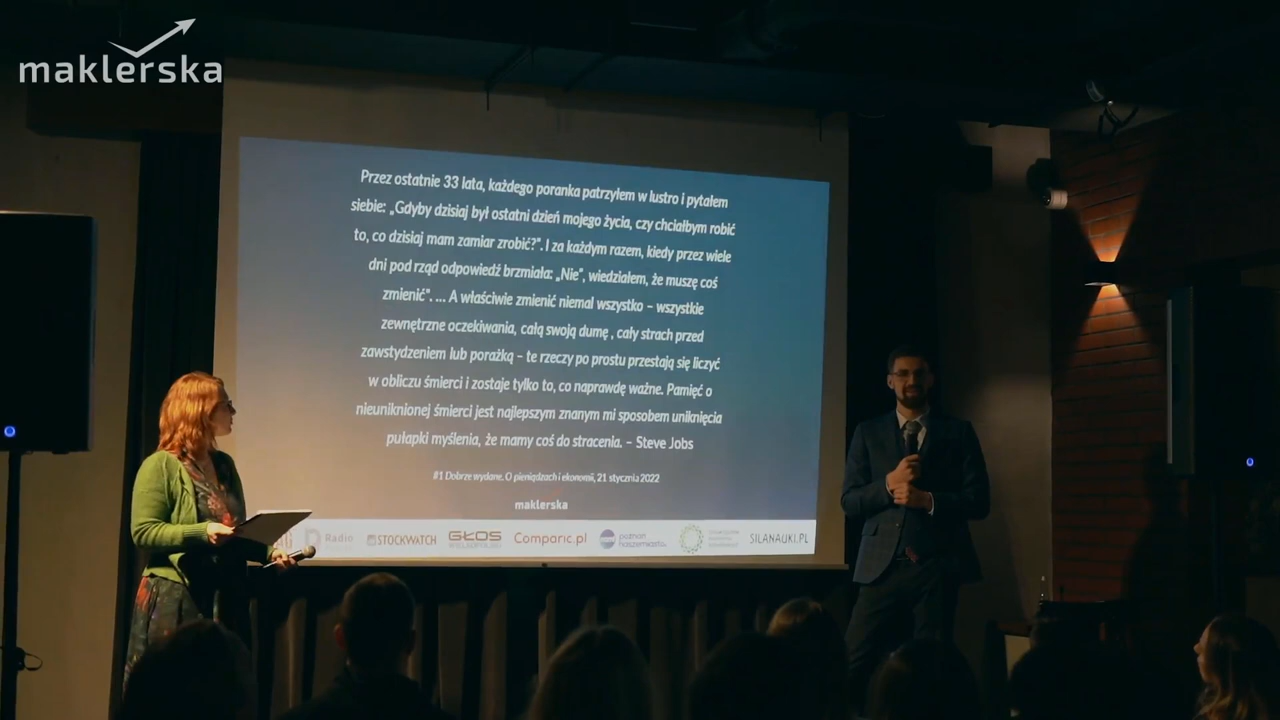 maklerska
Przez ostatnie 33 lata, każdego poranka patrzyłem w lustro i pytałem
siebie: „Gdyby dzisiaj był ostatni dzień mojego życia, czy chciałbym robić
to, co dzisiaj mam zamiar zrobić?”. I za każdym razem, kiedy przez wiele
dni pod rząd odpowiedź brzmiała: „Nie”, wiedziałem, że muszę coś
zmienić”. ... A właściwie zmienić niemal wszystko – wszystkie
zewnętrzne oczekiwania, całą swoją dumę , cały strach przed
zawstydzeniem lub porażką – te rzeczy po prostu przestają się liczyć
w obliczu śmierci i zostaje tylko to, co naprawdę ważne. Pamięć o
nieuniknionej śmierci jest najlepszym znanym mi sposobem uniknięcia
pułapki myślenia, że mamy coś do stracenia. – Steve Jobs
#1 Dobrze wydane. O pieniądzach i ekonomii, 21 stycznia 2022
maklerska
Radio STOCKWATCH GŁOS WIELKOPOLSKI Comparic.pl poznań naszemiasto SILANAUKI.PL